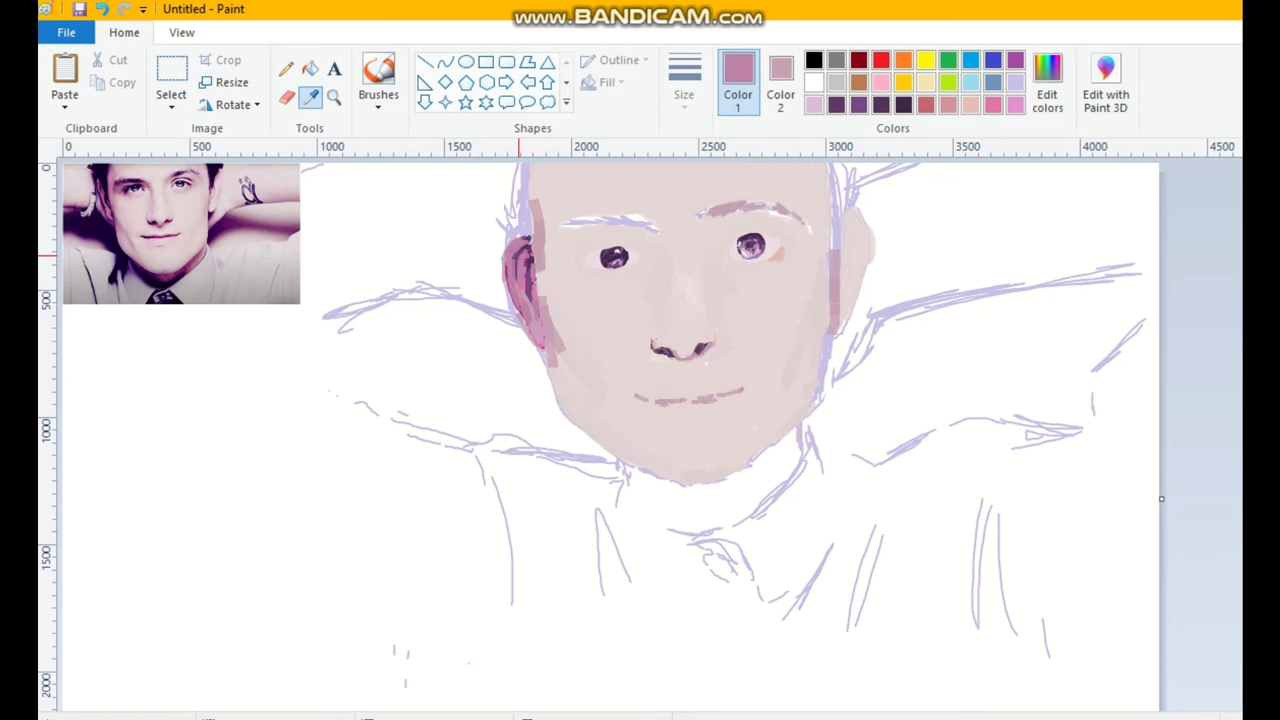 www.BANDICAM.com
Untitled - Paint
File
Home
View
Paste
Cut
Copy
Select
Crop
Resize
Rotate
Brushes
Outline
Fill
Size
Color
1
Color
2
Edit
colors
Edit with
Paint 3D
Clipboard
Image
Tools
Shapes
Colors
0 500 1000 1500 2000 2500 3000 3500 4000 4500
0
500
1000
1500
2000